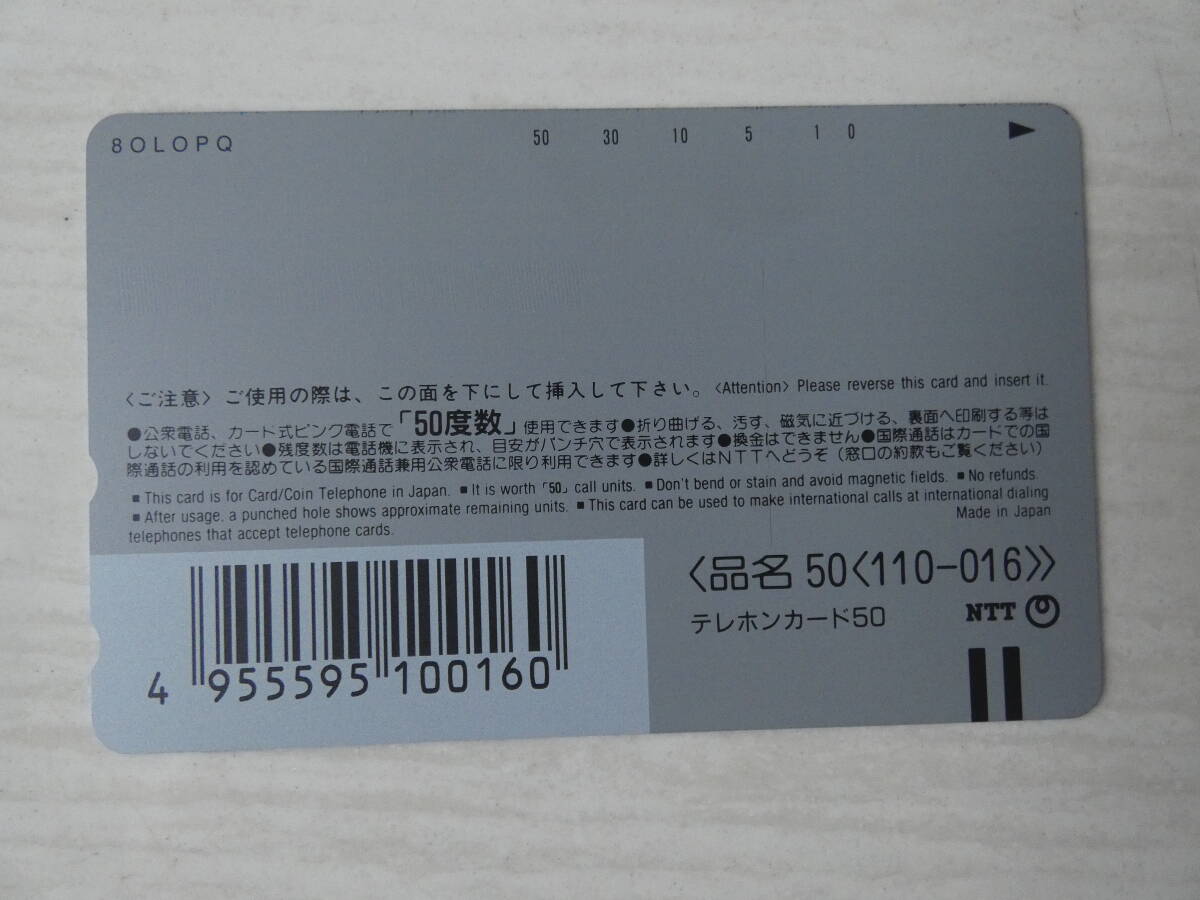 8OLOPQ 50 30 10 5 1 0 ▶
〈ご注意〉ご使用の際は、この面を下にして挿入して下さい。〈Attention〉Please reverse this card and insert it.
●公衆電話、カード式ピンク電話で「50度数」使用できます●折り曲げる、汚す、磁気に近づける、裏面へ印刷する等は
しないでください●残度数は電話機に表示され、目安がパンチ穴で表示されます●換金はできません●国際通話はカードでの国
際通話の利用を認めている国際通話兼用公衆電話に限り利用できます●詳しくはNTTへどうぞ（窓口の約款もご覧ください）
■ This card is for Card/Coin Telephone in Japan. ■ It is worth「50」call units. ■ Don't bend or stain and avoid magnetic fields. ■ No refunds.
■ After usage, a punched hole shows approximate remaining units. ■ This card can be used to make international calls at international dialing
telephones that accept telephone cards.
Made in Japan
〈品名 50〈110-016〉〉
テレホンカード50 NTT
4 955595 100160